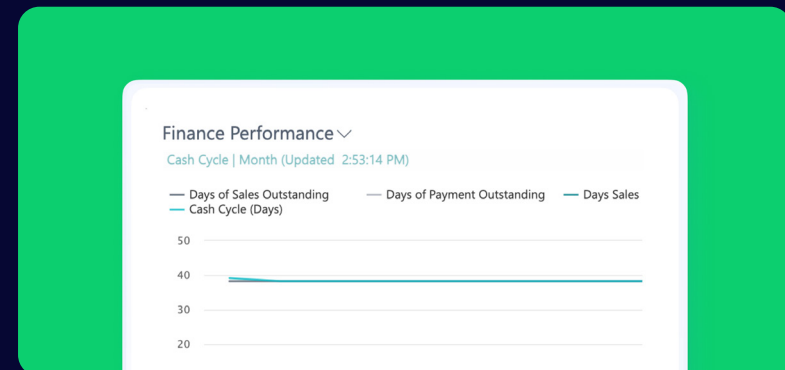 Finance Performance
Cash Cycle | Month (Updated 2:53:14 PM)
Days of Sales Outstanding Days of Payment Outstanding Days Sales
Cash Cycle (Days)
50
40
30
20